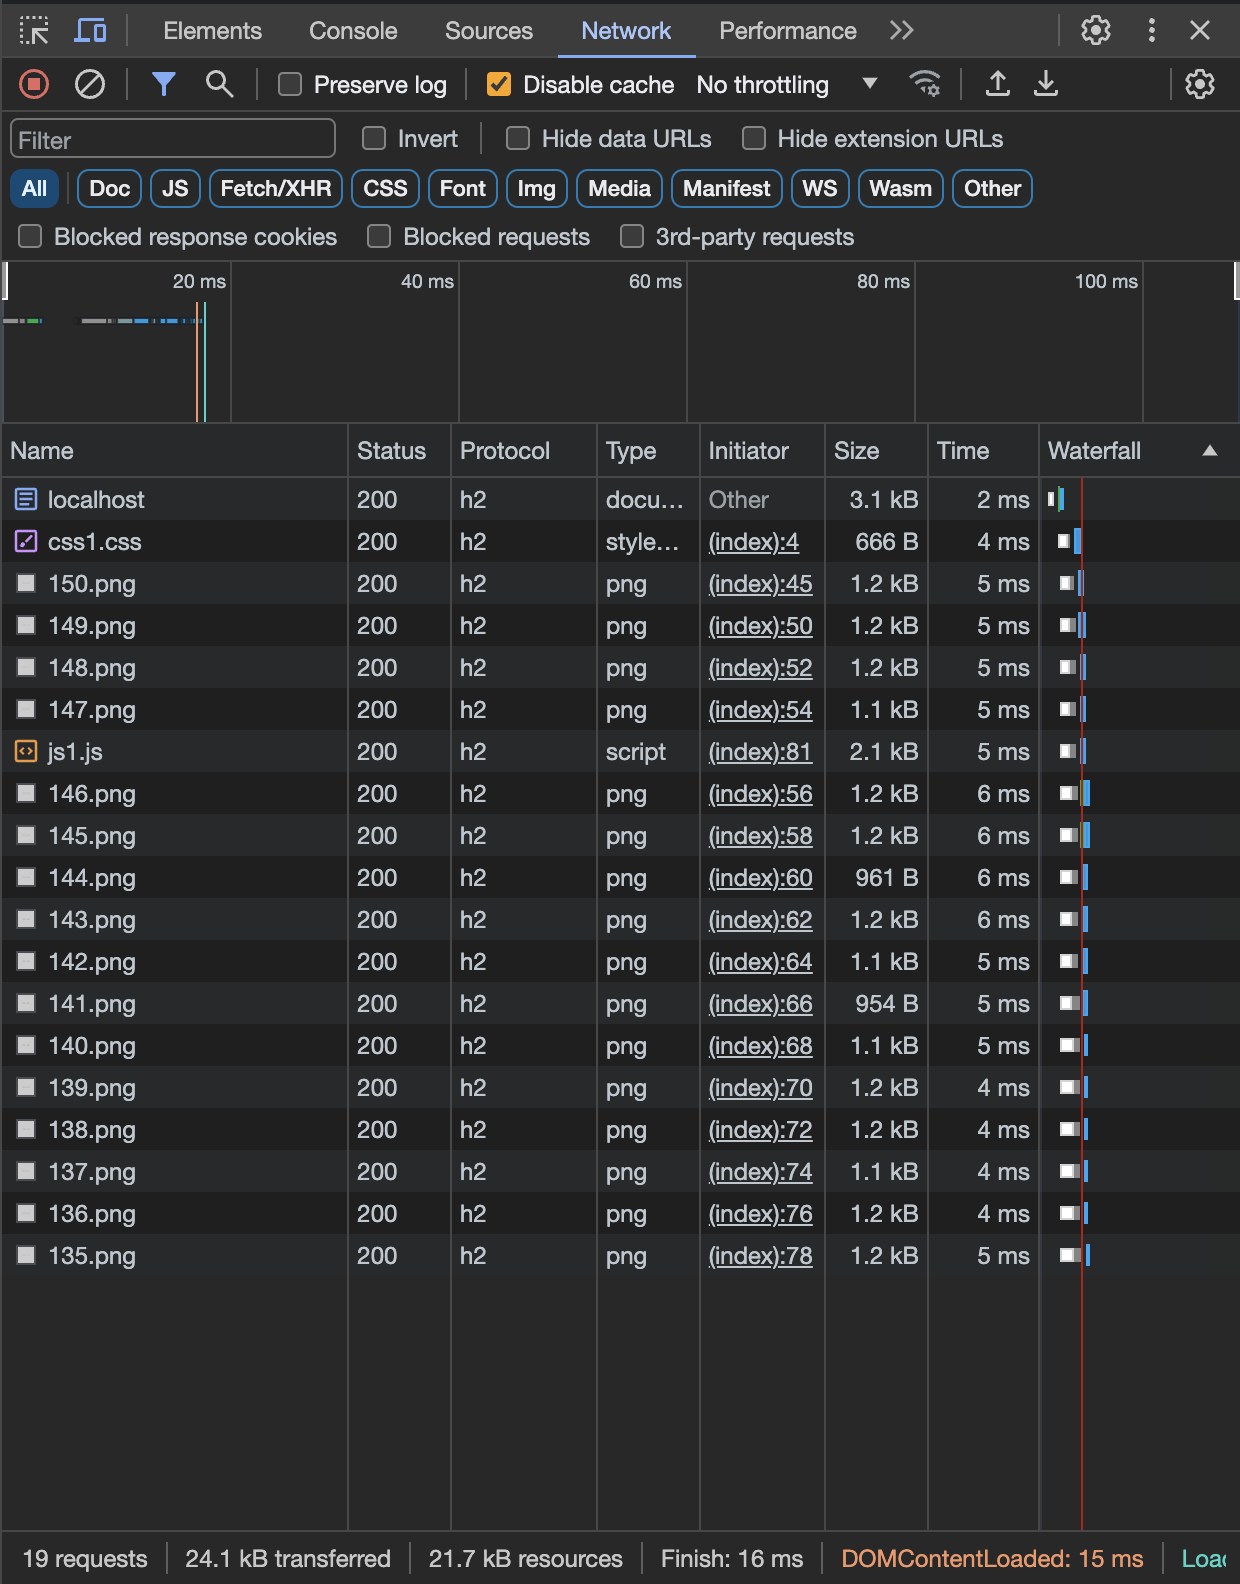 Elements Console Sources Network Performance
Preserve log Disable cache No throttling
Filter Invert Hide data URLs Hide extension URLs
All Doc JS Fetch/XHR CSS Font Img Media Manifest WS Wasm Other
Blocked response cookies Blocked requests 3rd-party requests
20 ms 40 ms 60 ms 80 ms 100 ms
Name Status Protocol Type Initiator Size Time Waterfall
localhost 200 h2 docu... Other 3.1 kB 2 ms
css1.css 200 h2 style... (index):4 666 B 4 ms
150.png 200 h2 png (index):45 1.2 kB 5 ms
149.png 200 h2 png (index):50 1.2 kB 5 ms
148.png 200 h2 png (index):52 1.2 kB 5 ms
147.png 200 h2 png (index):54 1.1 kB 5 ms
js1.js 200 h2 script (index):81 2.1 kB 5 ms
146.png 200 h2 png (index):56 1.2 kB 6 ms
145.png 200 h2 png (index):58 1.2 kB 6 ms
144.png 200 h2 png (index):60 961 B 6 ms
143.png 200 h2 png (index):62 1.2 kB 6 ms
142.png 200 h2 png (index):64 1.1 kB 5 ms
141.png 200 h2 png (index):66 954 B 5 ms
140.png 200 h2 png (index):68 1.1 kB 5 ms
139.png 200 h2 png (index):70 1.2 kB 4 ms
138.png 200 h2 png (index):72 1.2 kB 4 ms
137.png 200 h2 png (index):74 1.1 kB 4 ms
136.png 200 h2 png (index):76 1.2 kB 4 ms
135.png 200 h2 png (index):78 1.2 kB 5 ms
19 requests 24.1 kB transferred 21.7 kB resources Finish: 16 ms DOMContentLoaded: 15 ms